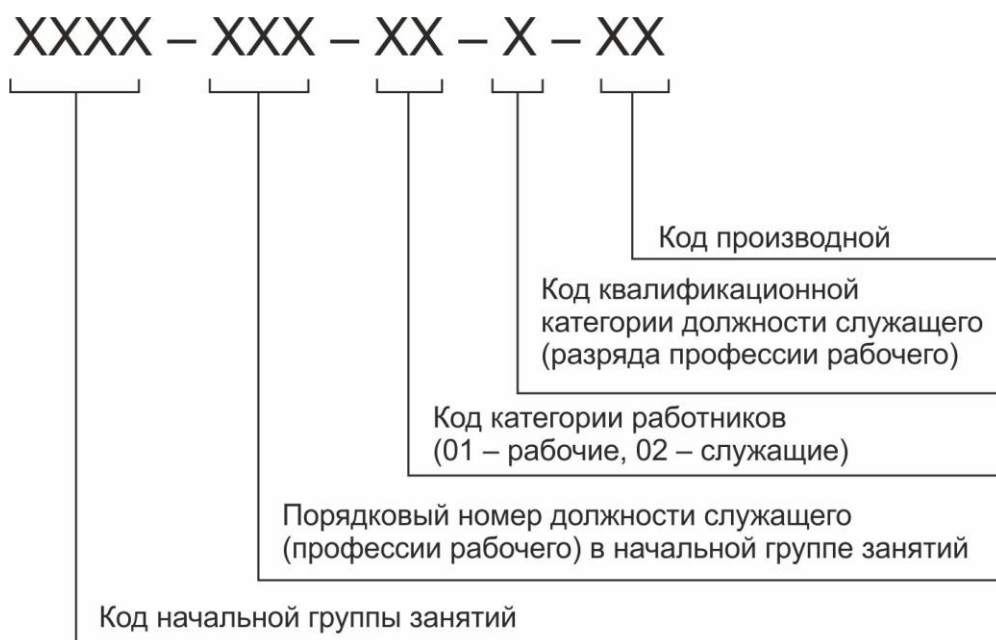 XXXX – XXX – XX – X – XX
Код производной
Код квалификационной
категории должности служащего
(разряда профессии рабочего)
Код категории работников
(01 – рабочие, 02 – служащие)
Порядковый номер должности служащего
(профессии рабочего) в начальной группе занятий
Код начальной группы занятий